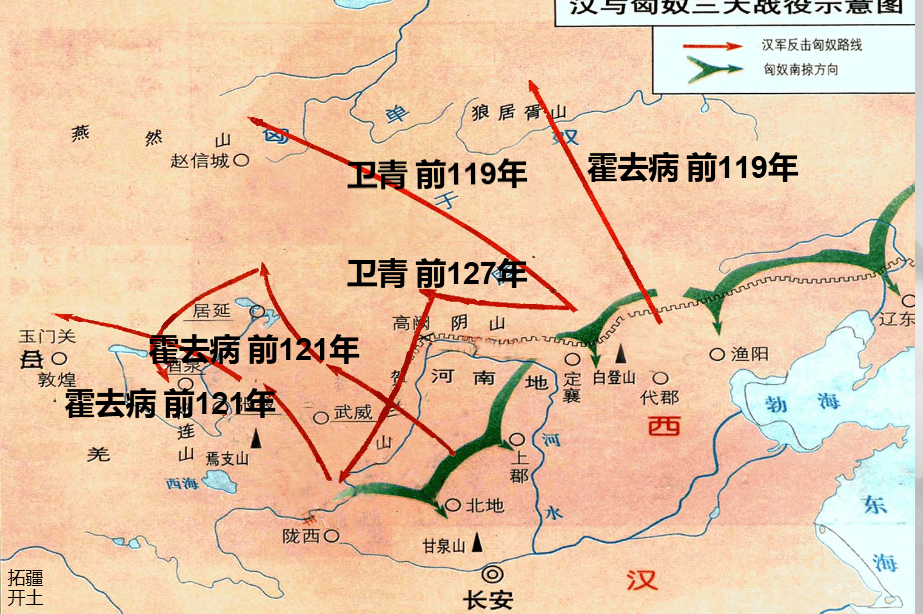 汉与匈奴三大战役示意图
汉军反击匈奴路线
匈奴南掠方向
狼居胥山
燕然山
匈奴
单于
赵信城
卫青 前119年
霍去病 前119年
卫青 前127年
居延
高阙
阴山
辽东
玉门关
霍去病 前121年
酒泉
敦煌
河南地
定襄
白登山
渔阳
代郡
渤海
霍去病 前121年
武威
贺
山
西
羌
连山
焉支山
上郡
河水
西海
北地
东海
陇西
甘泉山
长安
汉
拓疆
开土